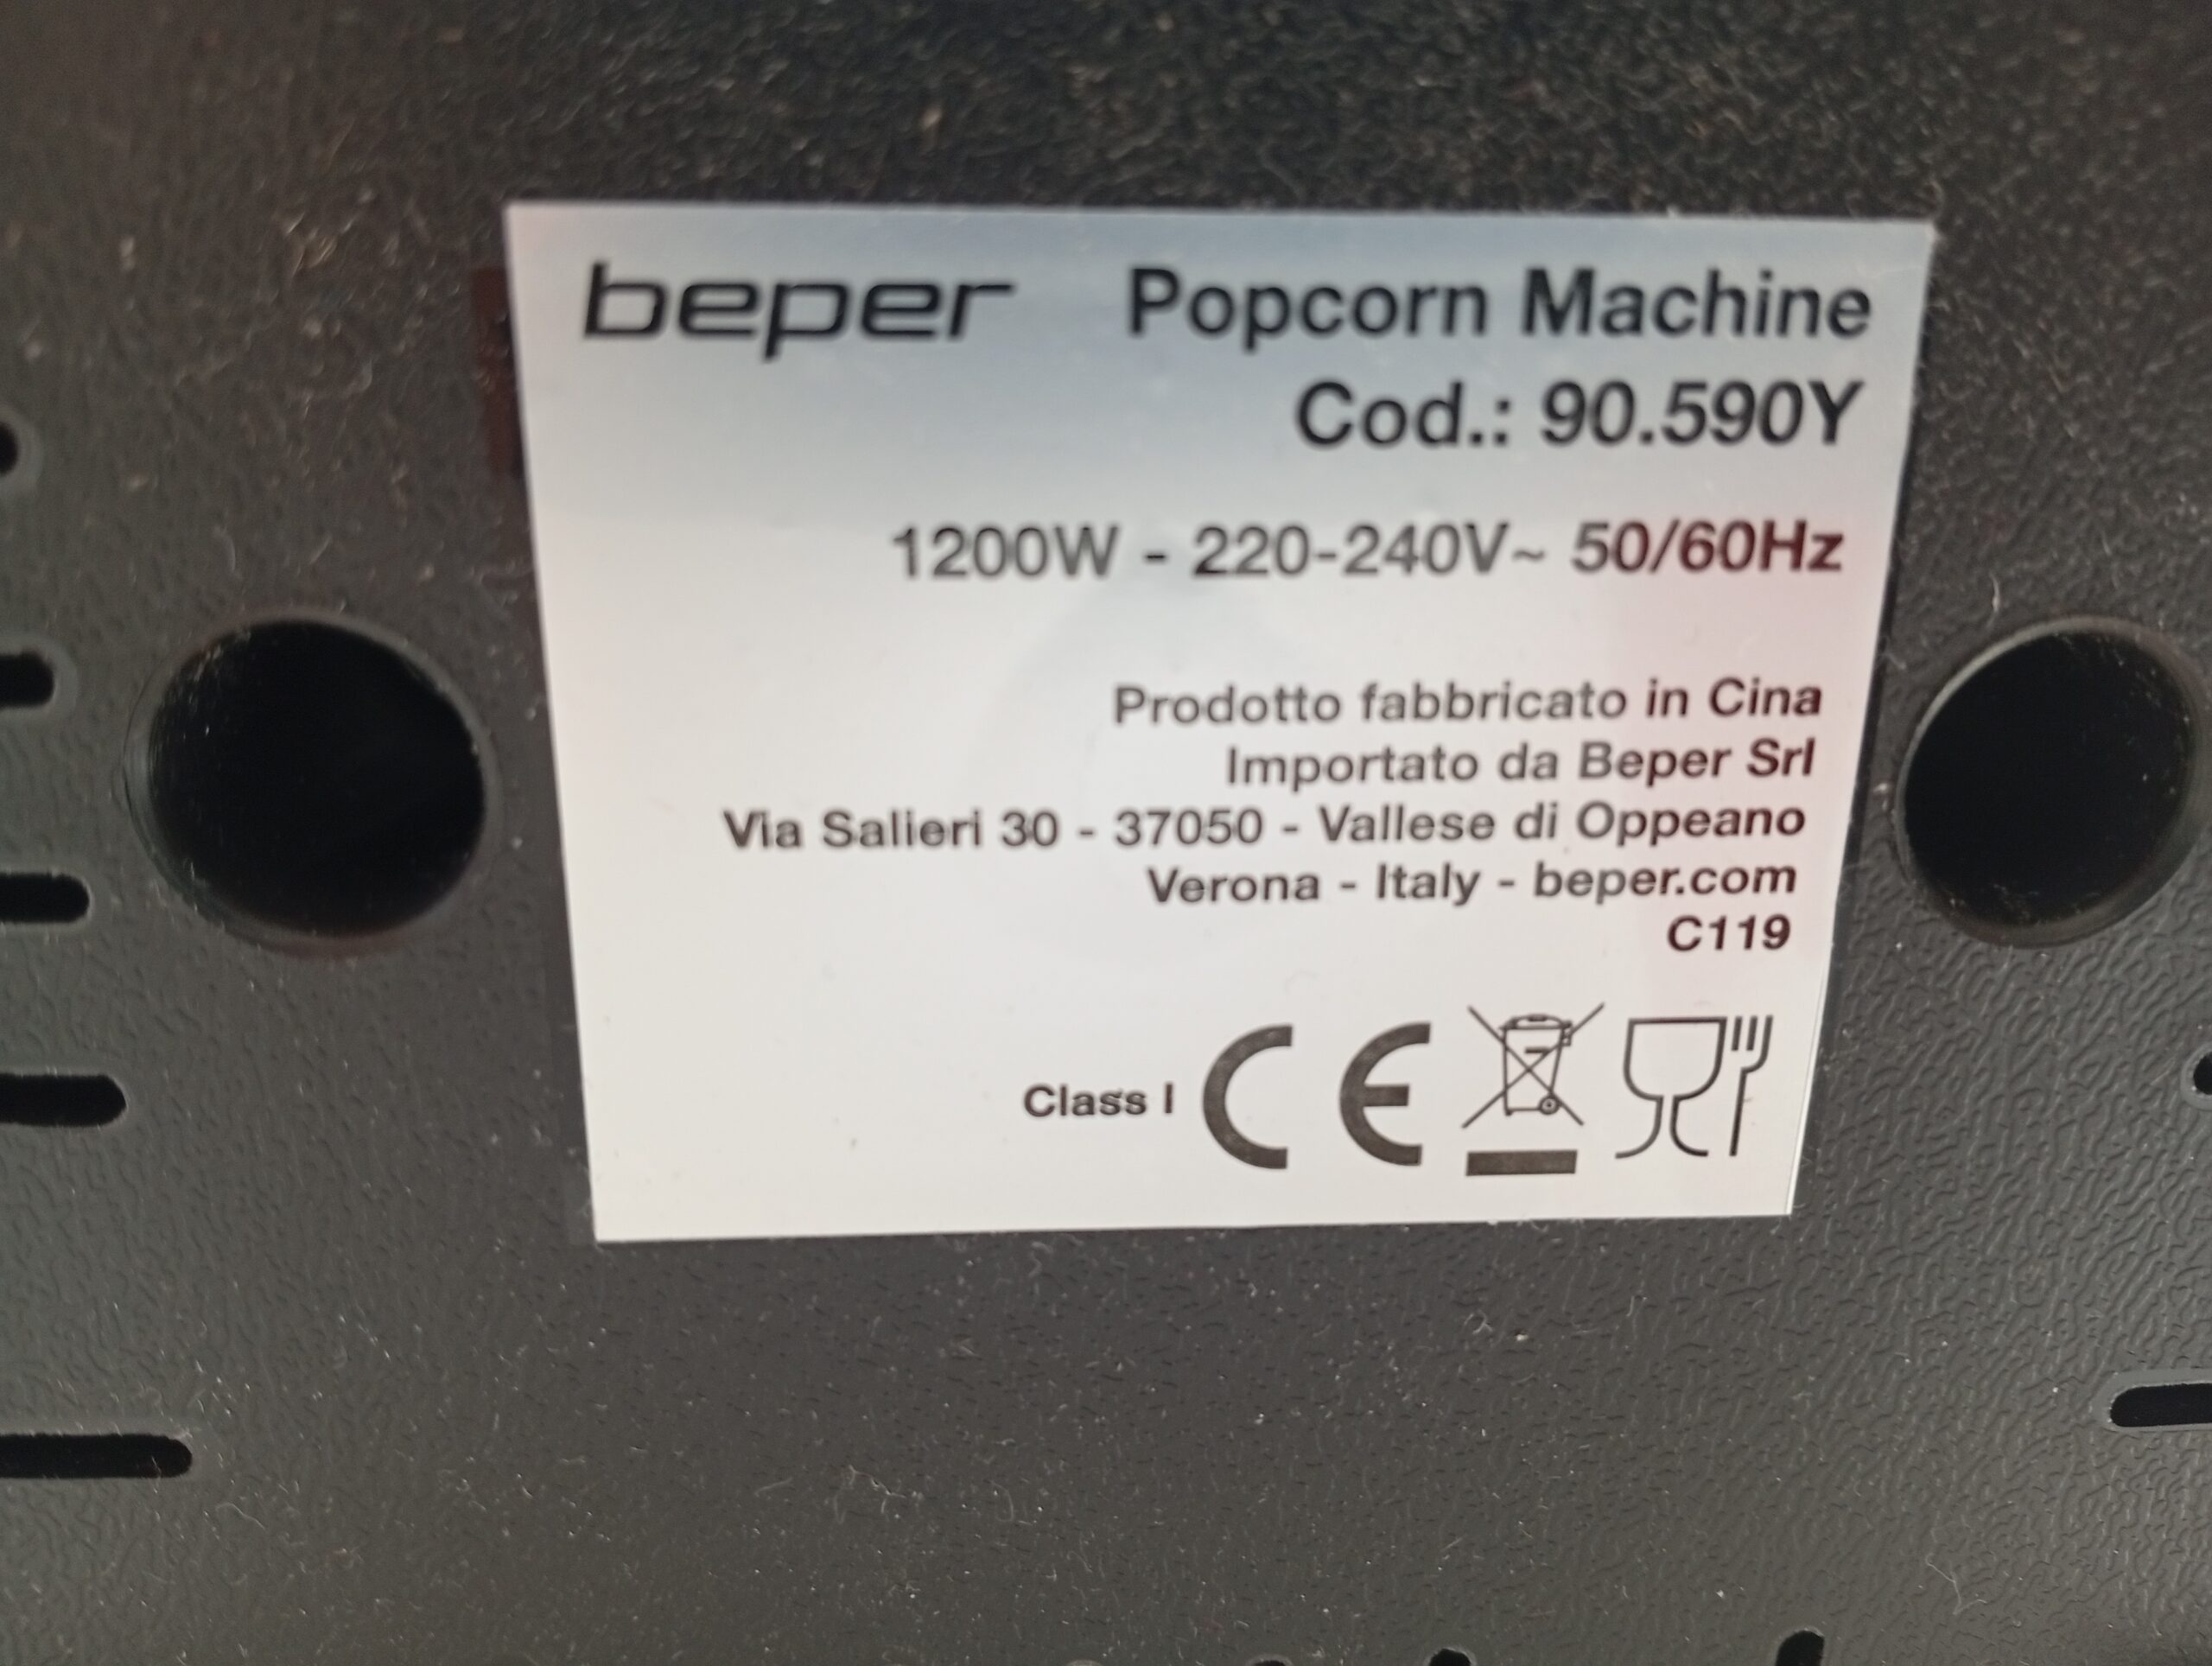 beper Popcorn Machine
Cod.: 90.590Y
1200W - 220-240V~ 50/60Hz
Prodotto fabbricato in Cina
Importato da Beper Srl
Via Salieri 30 - 37050 - Vallese di Oppeano
Verona - Italy - beper.com
C119
Class I CE